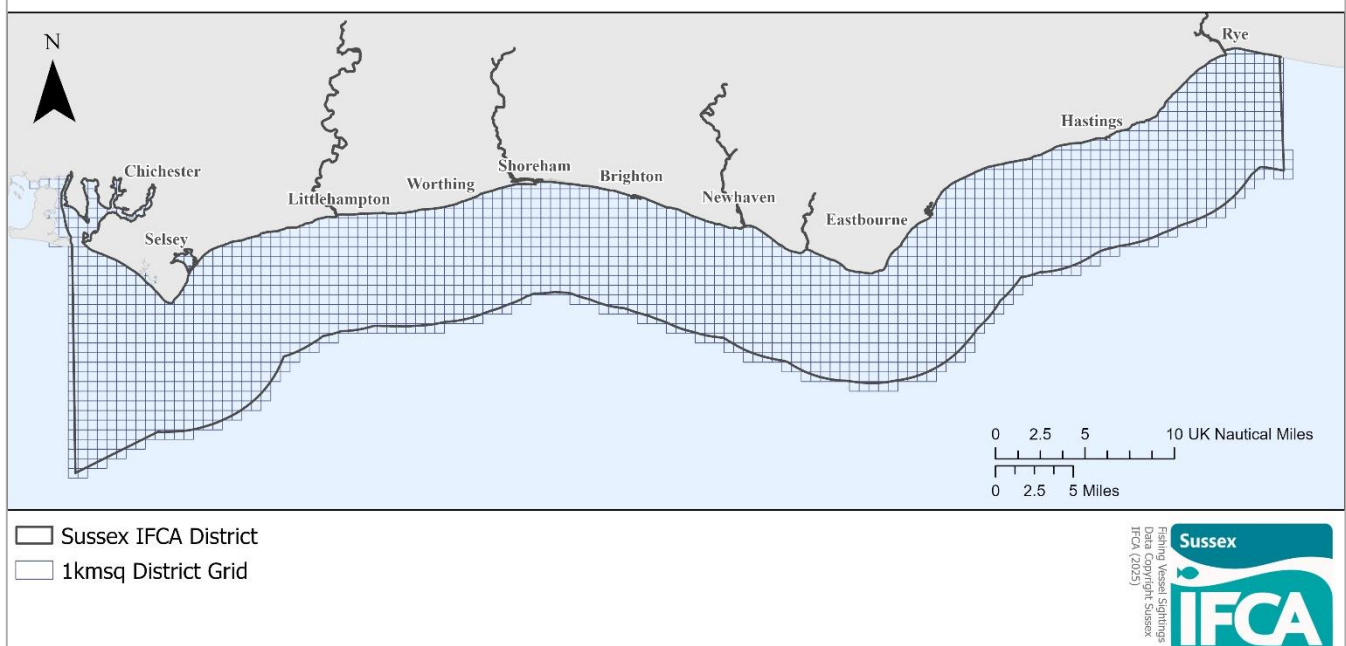 N
Rye
Hastings
Chichester
Shoreham
Brighton
Worthing
Littlehampton
Newhaven
Eastbourne
Selsey
0 2.5 5 10 UK Nautical Miles
0 2.5 5 Miles
Sussex IFCA District
1kmsq District Grid
Fishing Vessel Sightings
Data Copyright Sussex
IFCA (2025)
Sussex
IFCA